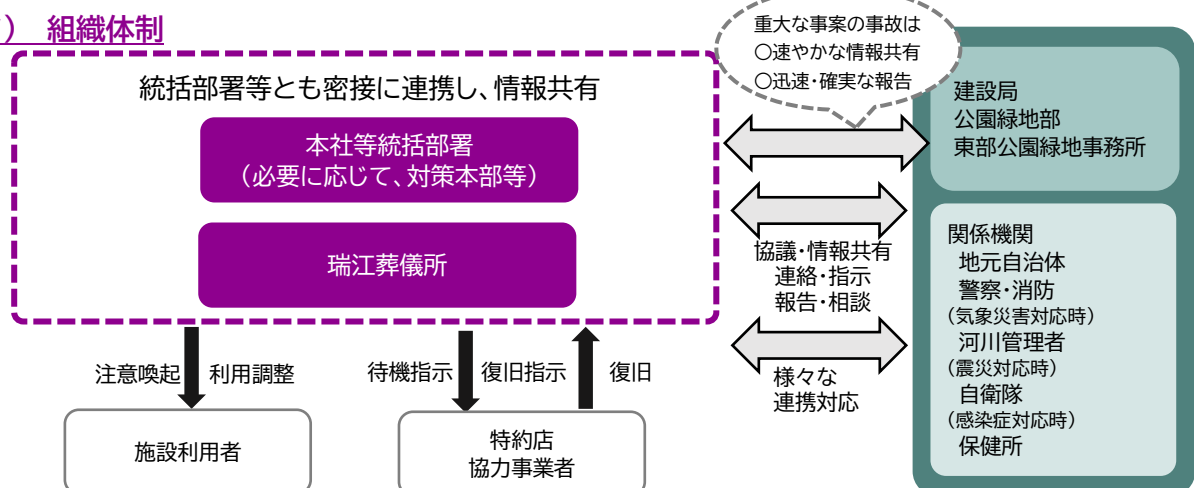 ） 組織体制
統括部署等とも密接に連携し、情報共有
本社等統括部署
（必要に応じて、対策本部等）
瑞江葬儀所
注意喚起
利用調整
施設利用者
待機指示
復旧指示
復旧
特約店
協力事業者
重大な事案の事故は
〇速やかな情報共有
〇迅速・確実な報告
協議・情報共有
連絡・指示
報告・相談
様々な
連携対応
建設局
公園緑地部
東部公園緑地事務所
関係機関
地元自治体
警察・消防
（気象災害対応時）
河川管理者
（震災対応時）
自衛隊
（感染症対応時）
保健所